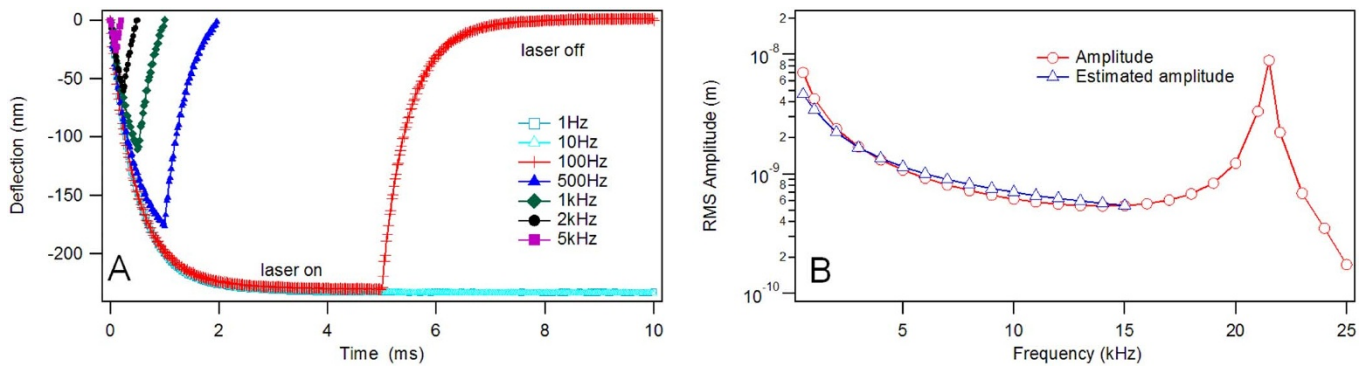 0
-50
-100
-150
-200
Deflection (nm)
laser off
1Hz
10Hz
100Hz
500Hz
1kHz
2kHz
5kHz
A
laser on
0 2 4 6 8 10
Time (ms)
2
10⁻⁸
8
6
4
2
10⁻⁹
8
6
4
2
10⁻¹⁰
RMS Amplitude (m)
Amplitude
Estimated amplitude
B
5 10 15 20 25
Frequency (kHz)